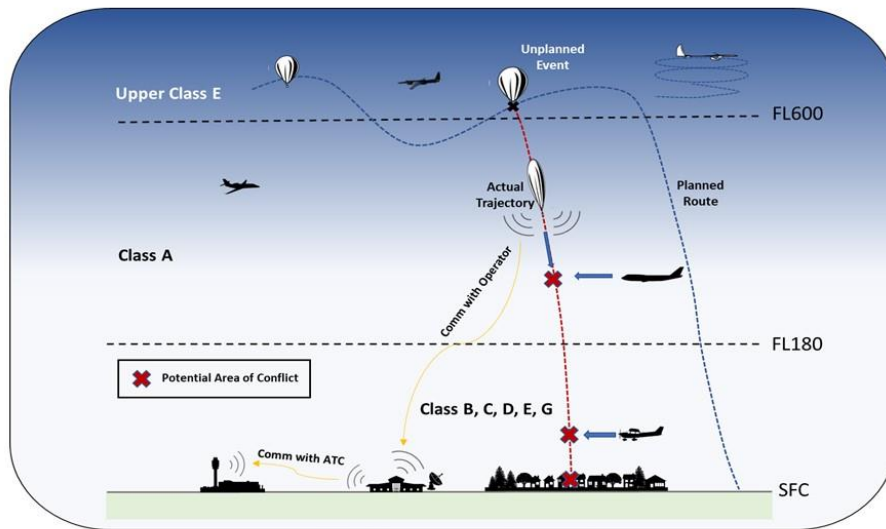 Unplanned
Event
Upper Class E
FL600
Actual
Trajectory
Planned
Route
Class A
Comm with Operator
FL180
Potential Area of Conflict
Class B, C, D, E, G
Comm with ATC
SFC